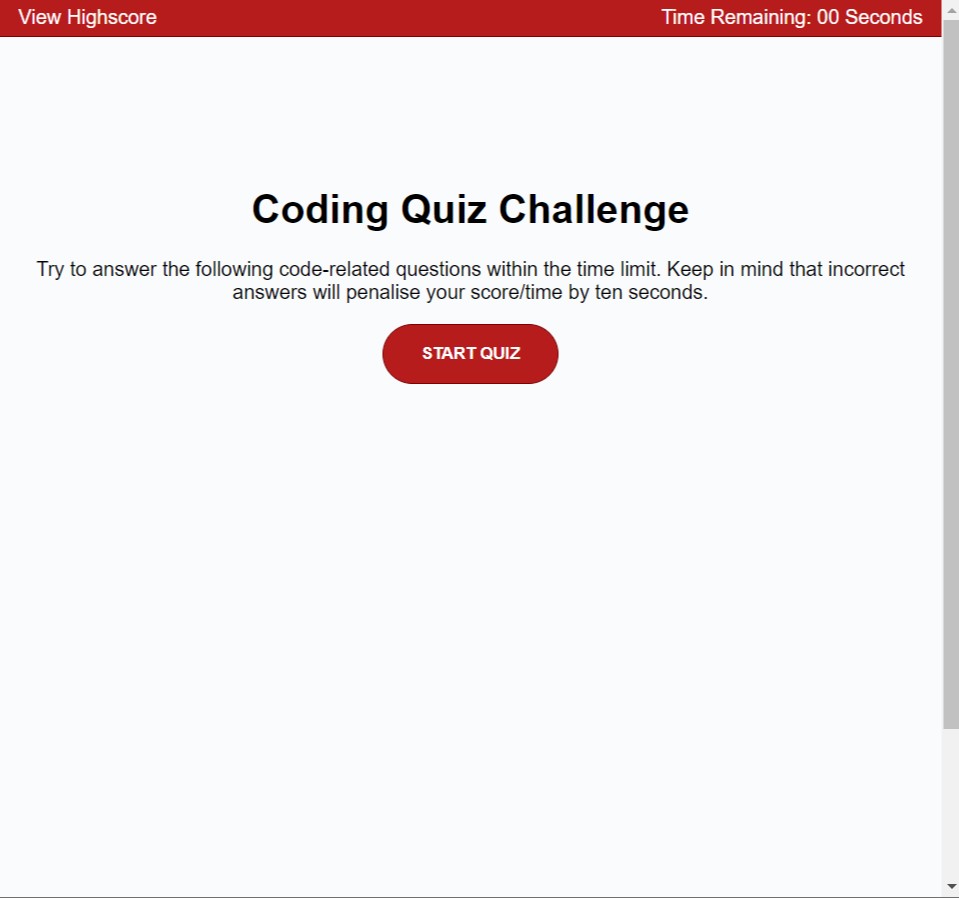 View Highscore
Time Remaining: 00 Seconds
Coding Quiz Challenge
Try to answer the following code-related questions within the time limit. Keep in mind that incorrect
answers will penalise your score/time by ten seconds.
START QUIZ